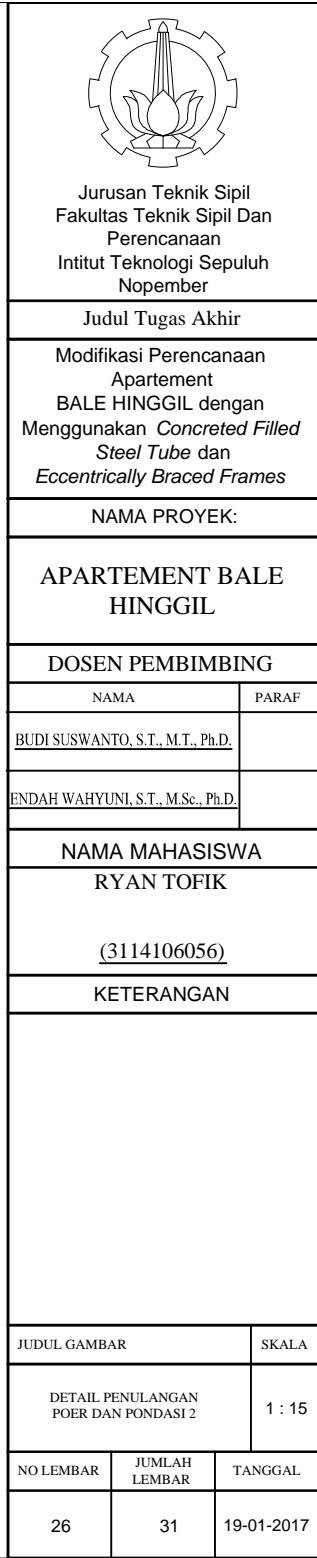 Jurusan Teknik Sipil
Fakultas Teknik Sipil Dan
Perencanaan
Intitut Teknologi Sepuluh
Nopember
Judul Tugas Akhir
Modifikasi Perencanaan
Apartement
BALE HINGGIL dengan
Menggunakan Concreted Filled
Steel Tube dan
Eccentrically Braced Frames
NAMA PROYEK:
APARTEMENT BALE
HINGGIL
DOSEN PEMBIMBING
NAMA PARAF
BUDI SUSWANTO, S.T., M.T., Ph.D.
ENDAH WAHYUNI, S.T., M.Sc., Ph.D.
NAMA MAHASISWA
RYAN TOFIK
(3114106056)
KETERANGAN
JUDUL GAMBAR SKALA
DETAIL PENULANGAN
POER DAN PONDASI 2
1 : 15
NO LEMBAR JUMLAH
LEMBAR TANGGAL
26 31 19-01-2017